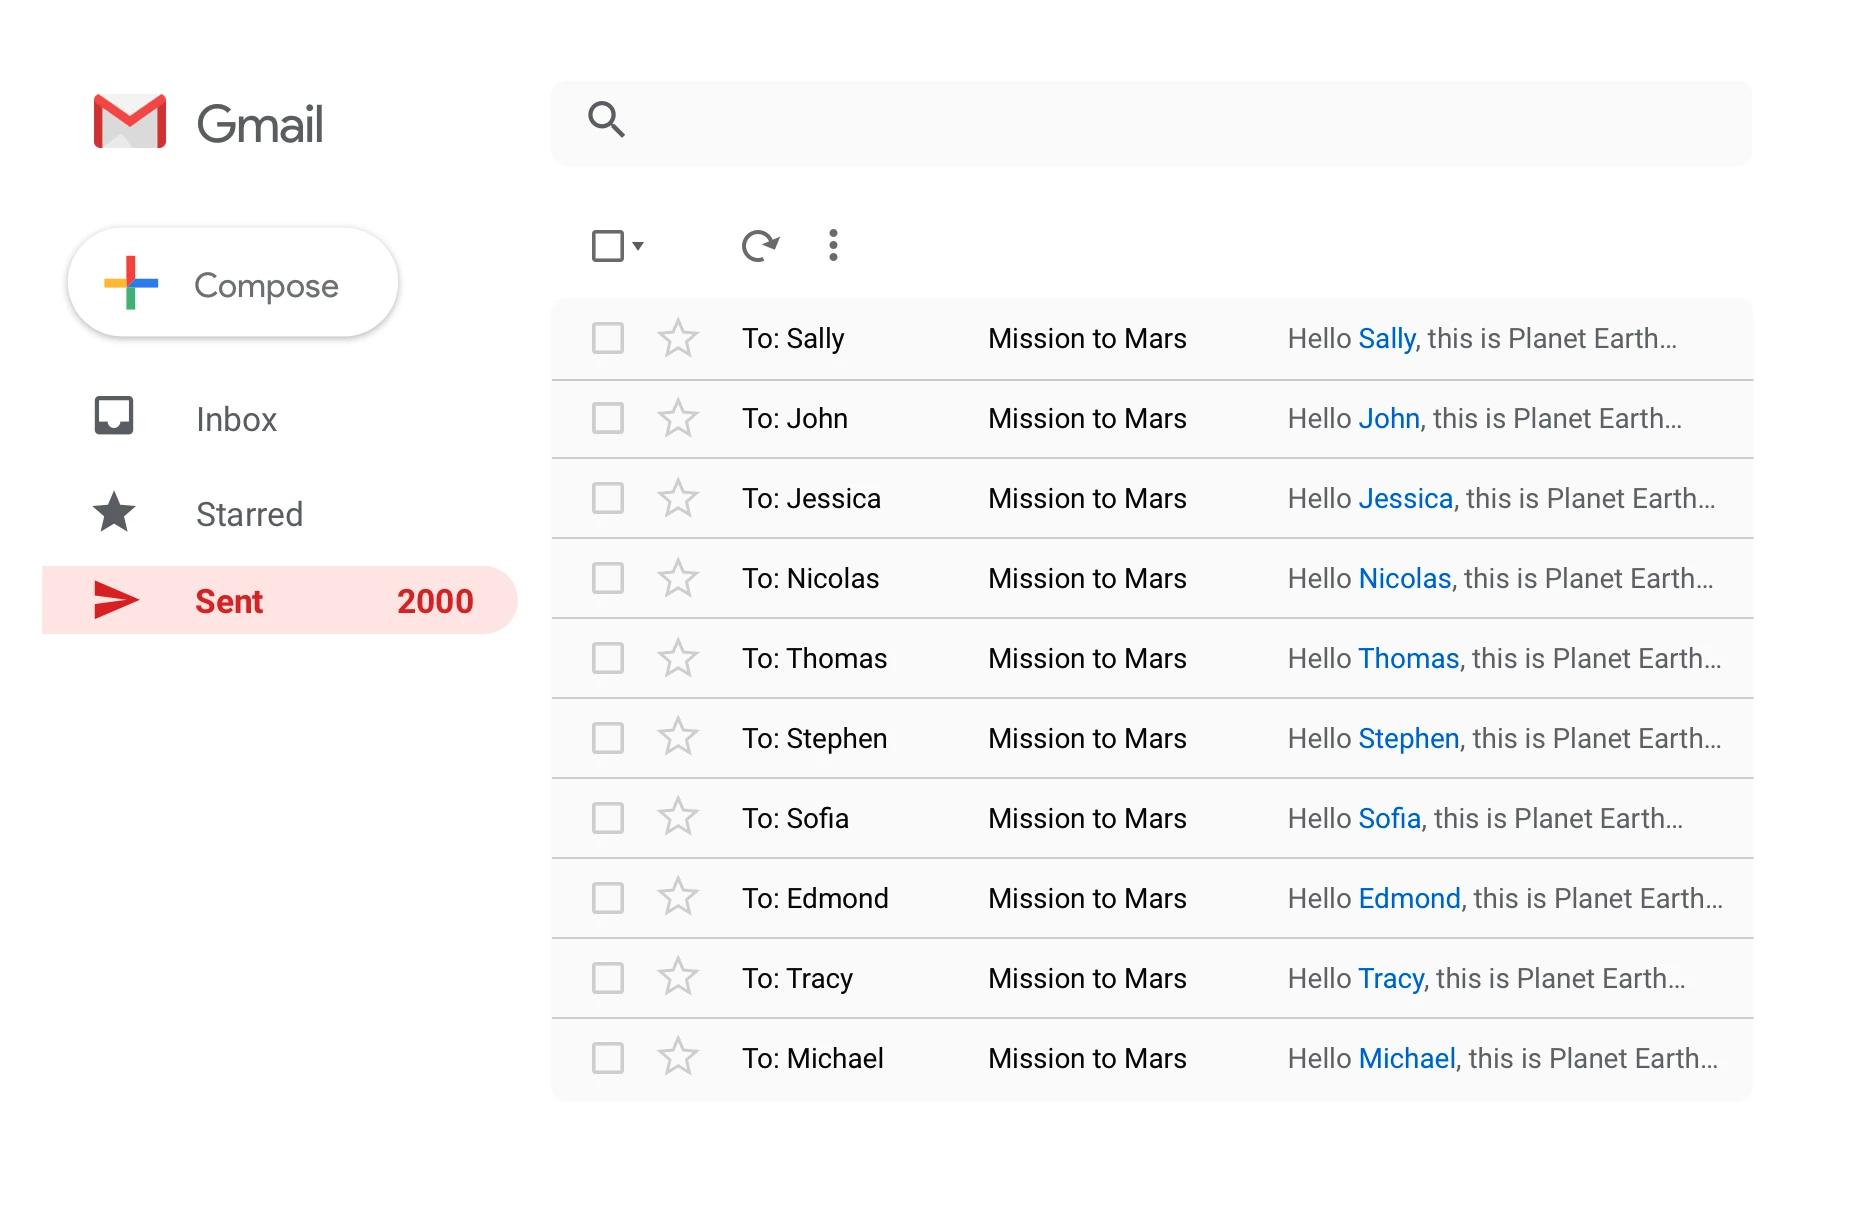 Gmail
Compose
Inbox
Starred
Sent 2000
To: Sally Mission to Mars Hello Sally, this is Planet Earth...
To: John Mission to Mars Hello John, this is Planet Earth...
To: Jessica Mission to Mars Hello Jessica, this is Planet Earth...
To: Nicolas Mission to Mars Hello Nicolas, this is Planet Earth...
To: Thomas Mission to Mars Hello Thomas, this is Planet Earth...
To: Stephen Mission to Mars Hello Stephen, this is Planet Earth...
To: Sofia Mission to Mars Hello Sofia, this is Planet Earth...
To: Edmond Mission to Mars Hello Edmond, this is Planet Earth...
To: Tracy Mission to Mars Hello Tracy, this is Planet Earth...
To: Michael Mission to Mars Hello Michael, this is Planet Earth...